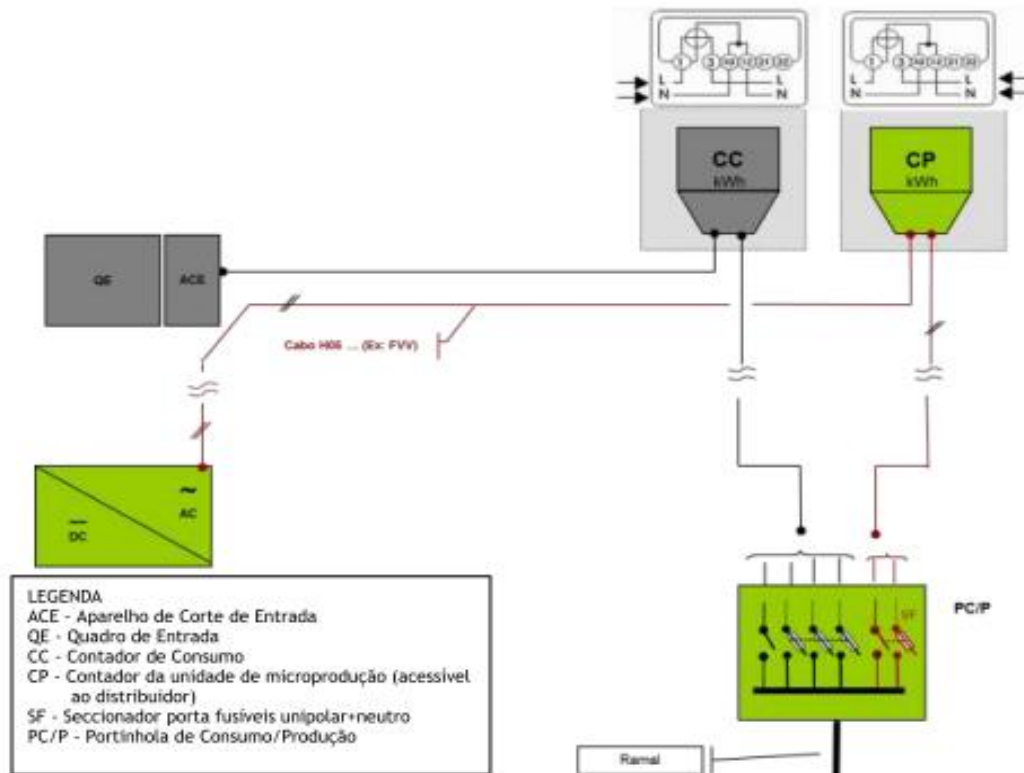 L
N
L
N
L
N
L
N
CC
kWh
CP
kWh
QE
ACE
Cabo H05 ... (Ex: FVV)
~
AC
DC
SF
PC/P
LEGENDA
ACE - Aparelho de Corte de Entrada
QE - Quadro de Entrada
CC - Contador de Consumo
CP - Contador da unidade de microprodução (acessível
ao distribuidor)
SF - Seccionador porta fusíveis unipolar+neutro
PC/P - Portinhola de Consumo/Produção
Ramal